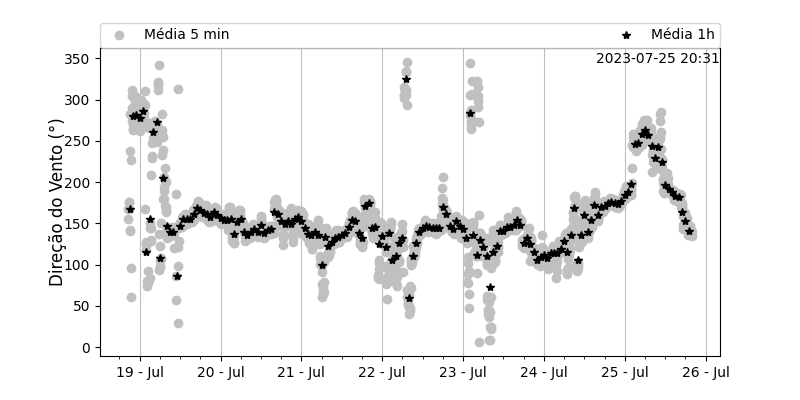 Média 5 min
Média 1h
2023-07-25 20:31
350
300
250
200
150
100
50
0
Direção do Vento (°)
19 - Jul
20 - Jul
21 - Jul
22 - Jul
23 - Jul
24 - Jul
25 - Jul
26 - Jul